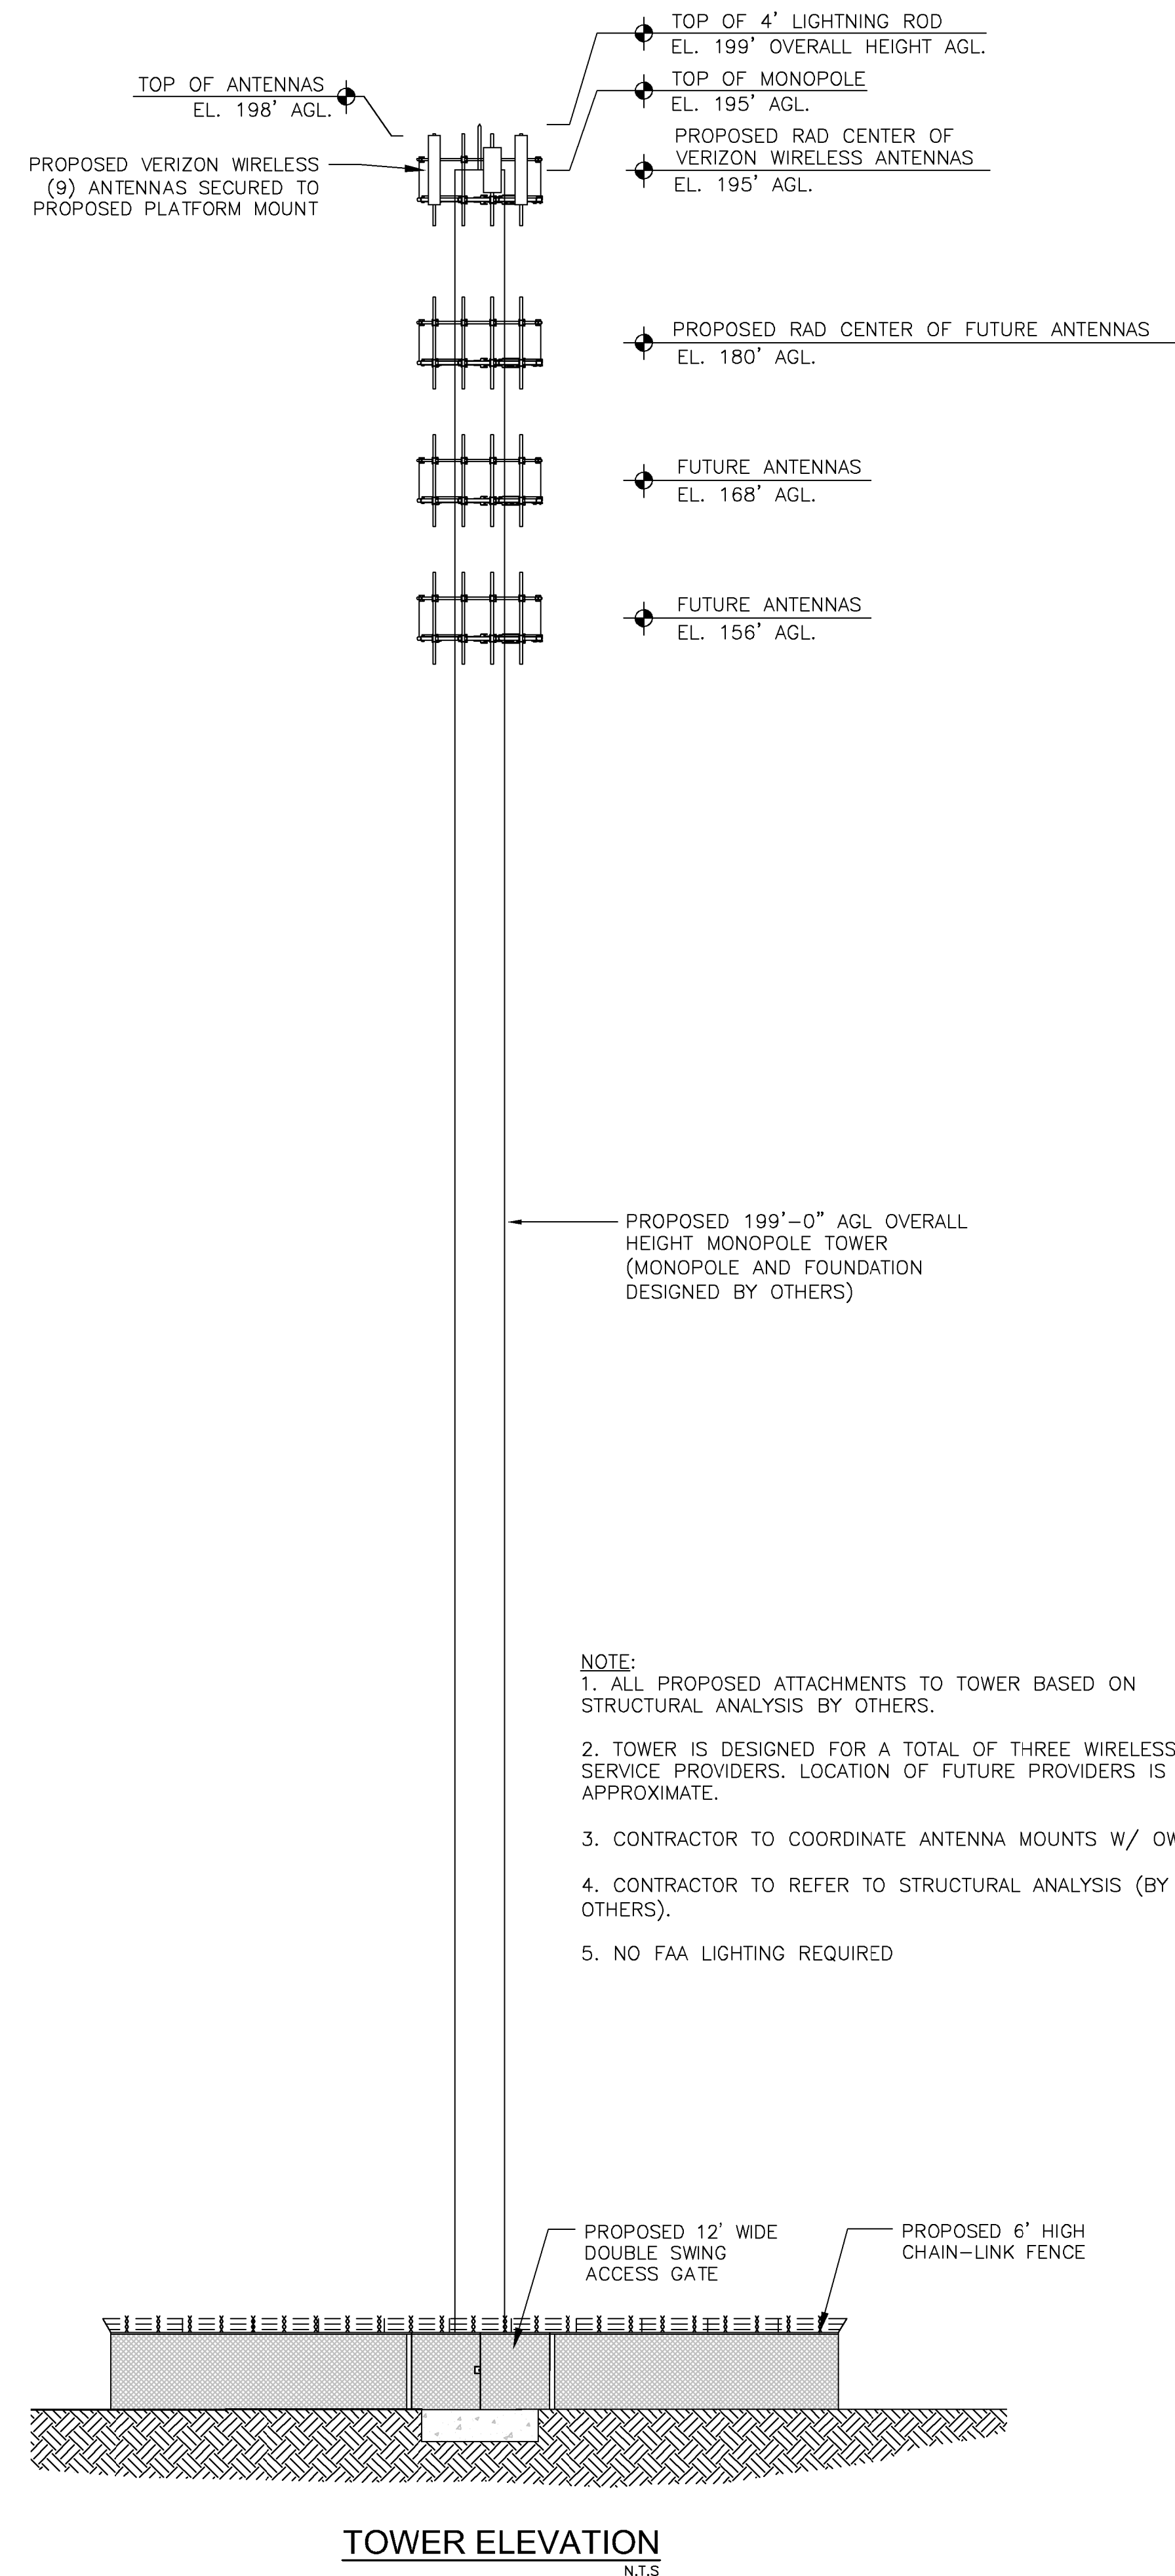 TOP OF 4' LIGHTNING ROD
EL. 199' OVERALL HEIGHT AGL.
TOP OF ANTENNAS
EL. 198' AGL.
TOP OF MONOPOLE
EL. 195' AGL.
PROPOSED VERIZON WIRELESS
(9) ANTENNAS SECURED TO
PROPOSED PLATFORM MOUNT
PROPOSED RAD CENTER OF
VERIZON WIRELESS ANTENNAS
EL. 195' AGL.
PROPOSED RAD CENTER OF FUTURE ANTENNAS
EL. 180' AGL.
FUTURE ANTENNAS
EL. 168' AGL.
FUTURE ANTENNAS
EL. 156' AGL.
PROPOSED 199'-0" AGL OVERALL
HEIGHT MONOPOLE TOWER
(MONOPOLE AND FOUNDATION
DESIGNED BY OTHERS)
NOTE:
1. ALL PROPOSED ATTACHMENTS TO TOWER BASED ON
STRUCTURAL ANALYSIS BY OTHERS.
2. TOWER IS DESIGNED FOR A TOTAL OF THREE WIRELESS
SERVICE PROVIDERS. LOCATION OF FUTURE PROVIDERS IS
APPROXIMATE.
3. CONTRACTOR TO COORDINATE ANTENNA MOUNTS W/
4. CONTRACTOR TO REFER TO STRUCTURAL ANALYSIS (BY
OTHERS).
5. NO FAA LIGHTING REQUIRED
PROPOSED 12' WIDE
DOUBLE SWING
ACCESS GATE
PROPOSED 6' HIGH
CHAIN-LINK FENCE
TOWER ELEVATION
N.T.S